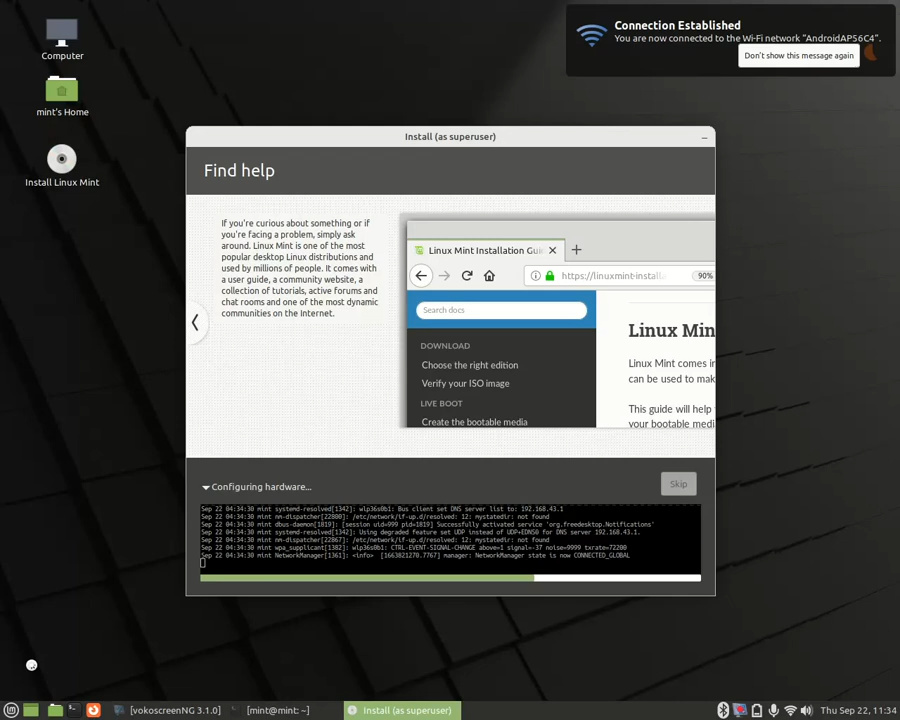 Computer
mint's Home
Install Linux Mint
Connection Established
You are now connected to the Wi-Fi network "AndroidAP56C4".
Don't show this message again
Install (as superuser)
Find help
If you're curious about something or if
you're facing a problem, simply ask
around. Linux Mint is one of the most
popular desktop Linux distributions and
used by millions of people. It comes with
a user guide, a community website, a
collection of tutorials, active forums and
chat rooms and one of the most dynamic
communities on the Internet.
Linux Mint Installation Gui
https://linuxmint-installa
90%
Search docs
DOWNLOAD
Choose the right edition
Verify your ISO image
LIVE BOOT
Create the bootable media
Linux Min
Linux Mint comes in
can be used to mak
This guide will help
your bootable med
Configuring hardware...
Skip
Sep 22 04:34:30 mint systemd-resolved[1342]: wlp36s0b1: Bus client set DNS server list to: 192.168.43.1
Sep 22 04:34:30 mint nm-dispatcher[22800]: /etc/network/if-up.d/resolved: 12: mystatedir: not found
Sep 22 04:34:30 mint dbus-daemon[1819]: [session uid=999 pid=1819] Successfully activated service 'org.freedesktop.Notifications'
Sep 22 04:34:30 mint systemd-resolved[1342]: Using degraded feature set UDP instead of UDP+EDNS0 for DNS server 192.168.43.1.
Sep 22 04:34:30 mint nm-dispatcher[22867]: /etc/network/if-up.d/resolved: 12: mystatedir: not found
Sep 22 04:34:30 mint wpa_supplicant[1382]: wlp36s0b1: CTRL-EVENT-SIGNAL-CHANGE above=1 signal=-37 noise=9999 txrate=72200
Sep 22 04:34:30 mint NetworkManager[1361]: <info>  [1663821270.7767] manager: NetworkManager state is now CONNECTED_GLOBAL
[vokoscreenNG 3.1.0]
[mint@mint: ~]
Install (as superuser)
Thu Sep 22, 11:34